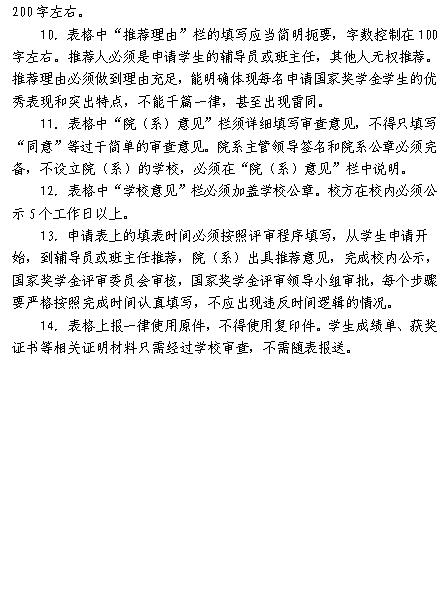 200字左右。
10. 表格中“推荐理由”栏的填写应当简明扼要，字数控制在100
字左右。推荐人必须是申请学生的辅导员或班主任，其他人无权推荐。
推荐理由必须做到理由充足，能明确体现每名申请国家奖学金学生的优
秀表现和突出特点，不能千篇一律，甚至出现雷同。
11. 表格中“院（系）意见”栏须详细填写审查意见，不得只填写
“同意”等过于简单的审查意见。院系主管领导签名和院系公章必须完
备，不设立院（系）的学校，必须在“院（系）意见”栏中说明。
12. 表格中“学校意见”栏必须加盖学校公章。校方在校内必须公
示5个工作日以上。
13. 申请表上的填表时间必须按照评审程序填写，从学生申请开
始，到辅导员或班主任推荐，院（系）出具推荐意见，完成校内公示，
国家奖学金评审委员会审核，国家奖学金评审领导小组审批，每个步骤
要严格按照完成时间认真填写，不应出现违反时间逻辑的情况。
14. 表格上报一律使用原件，不得使用复印件。学生成绩单、获奖
证书等相关证明材料只需经过学校审查，不需随表报送。